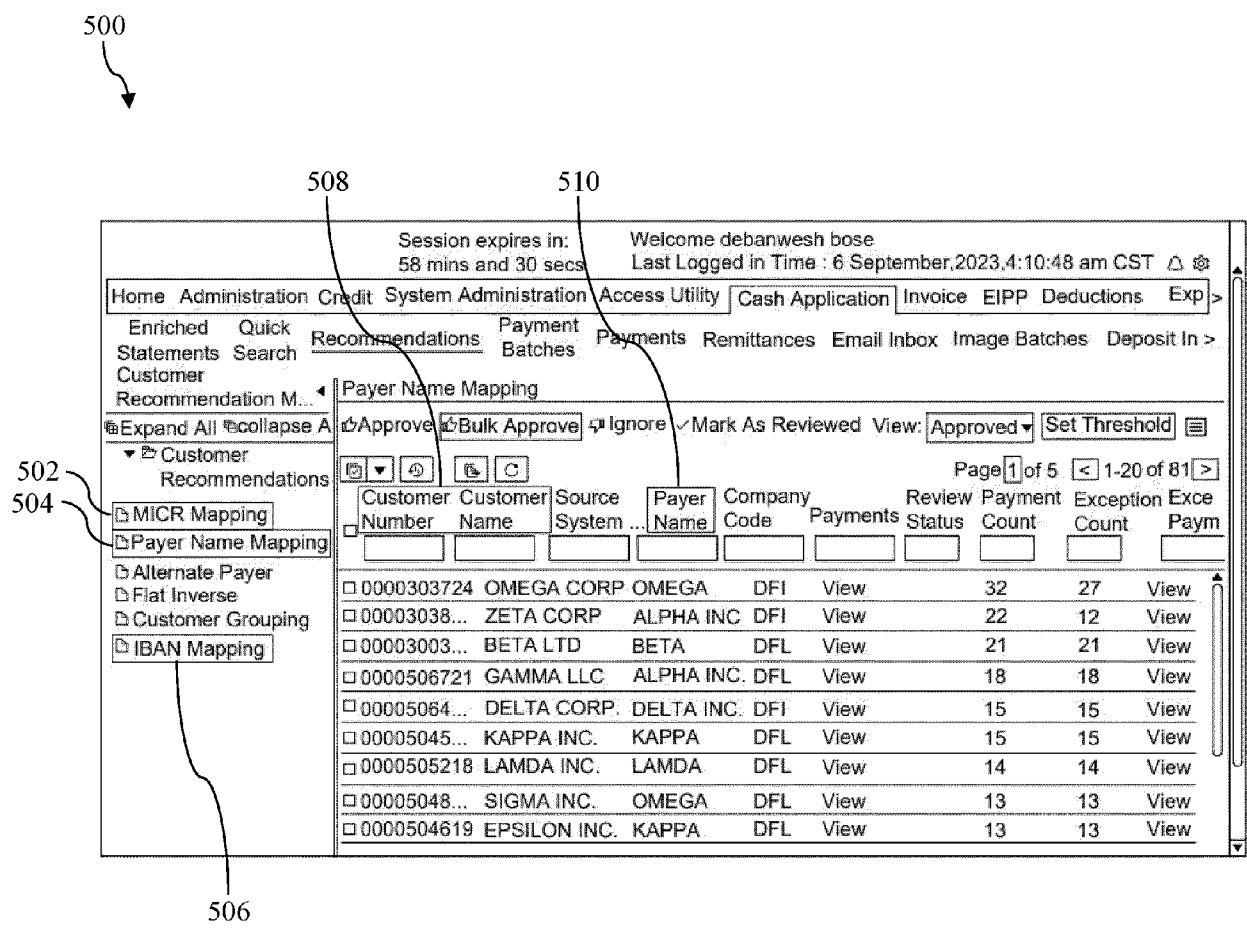 500
508
510
Session expires in:
58 mins and 30 secs
Welcome debanwesh bose
Last Logged in Time : 6 September,2023,4:10:48 am CST
Home Administration Credit System Administration Access Utility Cash Application Invoice EIPP Deductions Exp >
Enriched Statements Quick Search Recommendations Payment Batches Payments Remittances Email Inbox Image Batches Deposit In >
Customer
Recommendation M...
Payer Name Mapping
Expand All collapse A
Approve Bulk Approve Ignore Mark As Reviewed View: Approved Set Threshold
Customer
Recommendations
Page 1 of 5 < 1-20 of 81 >
502
504
MICR Mapping
Payer Name Mapping
Alternate Payer
Flat Inverse
Customer Grouping
IBAN Mapping
Customer Number Customer Name Source System ... Payer Name Company Code Payments Review Status Payment Count Exception Count Exce Paym
0000303724 OMEGA CORP OMEGA DFI View 32 27 View
00003038... ZETA CORP ALPHA INC DFI View 22 12 View
00003003... BETA LTD BETA DFL View 21 21 View
0000506721 GAMMA LLC ALPHA INC. DFL View 18 18 View
00005064... DELTA CORP. DELTA INC. DFI View 15 15 View
00005045... KAPPA INC. KAPPA DFL View 15 15 View
0000505218 LAMDA INC. LAMDA DFL View 14 14 View
00005048... SIGMA INC. OMEGA DFL View 13 13 View
0000504619 EPSILON INC. KAPPA DFL View 13 13 View
506